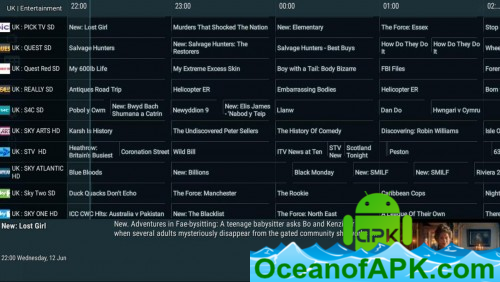 UK | Entertainment 22:00 23:00 00:00 01:00 02:
UK : PICK TV SD New: Lost Girl Murders That Shocked The Nation New: Elementary The Force: Essex
UK : QUEST SD Salvage Hunters New: Salvage Hunters: The Restorers Salvage Hunters - Best Buys How Do They Do It How Do They Do It
UK : Quest Red SD My 600lb Life My Extreme Excess Skin Boy with a Tail: Body Bizarre FBI Files
UK : REALLY SD Antiques Road Trip Helicopter ER Embarrassing Bodies Helicopter ER
UK : S4C SD Pobol y Cwm New: Bwyd Bach Shumana a Catrin Newyddion 9 New: Elis James - 'Nabod y Teip Llanw Dan Do Hwngari v Cymru
UK : SKY ARTS HD Karsh Is History The Undiscovered Peter Sellers The History Of Comedy Discovering: Robin Williams
UK : STV HD Heathrow: Britain's Busiest Coronation Street Wild Bill ITV News at Ten STV New Scotland Tonight Peston 63
UK : SKY ATLANTIC HD Blue Bloods New: Billions Black Monday New: SMILF New: SMILF Riviera 2
UK : Sky Two SD Duck Quacks Don't Echo The Force: Manchester The Rookie Caribbean Cops
UK : SKY ONE HD ICC CWC Hlts: Australia v Pakistan New: The Blacklist The Force: North East A League Of Their Own
New: Lost Girl
New. Adventures in Fae-bysitting: A teenage babysitter asks Bo and Kenzi
when several adults mysteriously disappear from the gated community sh
22:00 Wednesday, 12 Jun
APK
OceanofAPK.com